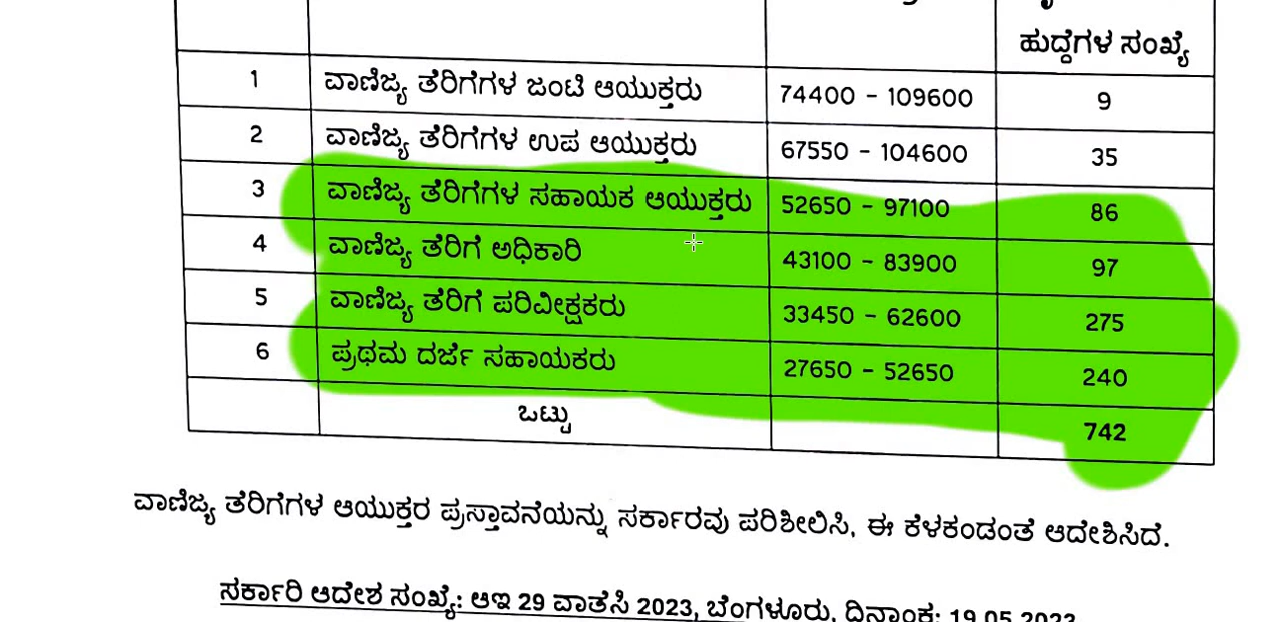 ಹುದ್ದೆಗಳ ಸಂಖ್ಯೆ
1 ವಾಣಿಜ್ಯ ತೆರಿಗೆಗಳ ಜಂಟಿ ಆಯುಕ್ತರು 74400 - 109600 9
2 ವಾಣಿಜ್ಯ ತೆರಿಗೆಗಳ ಉಪ ಆಯುಕ್ತರು 67550 - 104600 35
3 ವಾಣಿಜ್ಯ ತೆರಿಗೆಗಳ ಸಹಾಯಕ ಆಯುಕ್ತರು 52650 - 97100 86
4 ವಾಣಿಜ್ಯ ತೆರಿಗೆ ಅಧಿಕಾರಿ 43100 - 83900 97
5 ವಾಣಿಜ್ಯ ತೆರಿಗೆ ಪರಿವೀಕ್ಷಕರು 33450 - 62600 275
6 ಪ್ರಥಮ ದರ್ಜೆ ಸಹಾಯಕರು 27650 - 52650 240
ಒಟ್ಟು 742
ವಾಣಿಜ್ಯ ತೆರಿಗೆಗಳ ಆಯುಕ್ತರ ಪ್ರಸ್ತಾವನೆಯನ್ನು ಸರ್ಕಾರವು ಪರಿಶೀಲಿಸಿ, ಈ ಕೆಳಕಂಡಂತೆ ಆದೇಶಿಸಿದೆ.
ಸರ್ಕಾರಿ ಆದೇಶ ಸಂಖ್ಯೆ: ಆಇ 29 ವಾತೆಸಿ 2023, ಬೆಂಗಳೂರು, ದಿನಾಂಕ: 19.05.2023